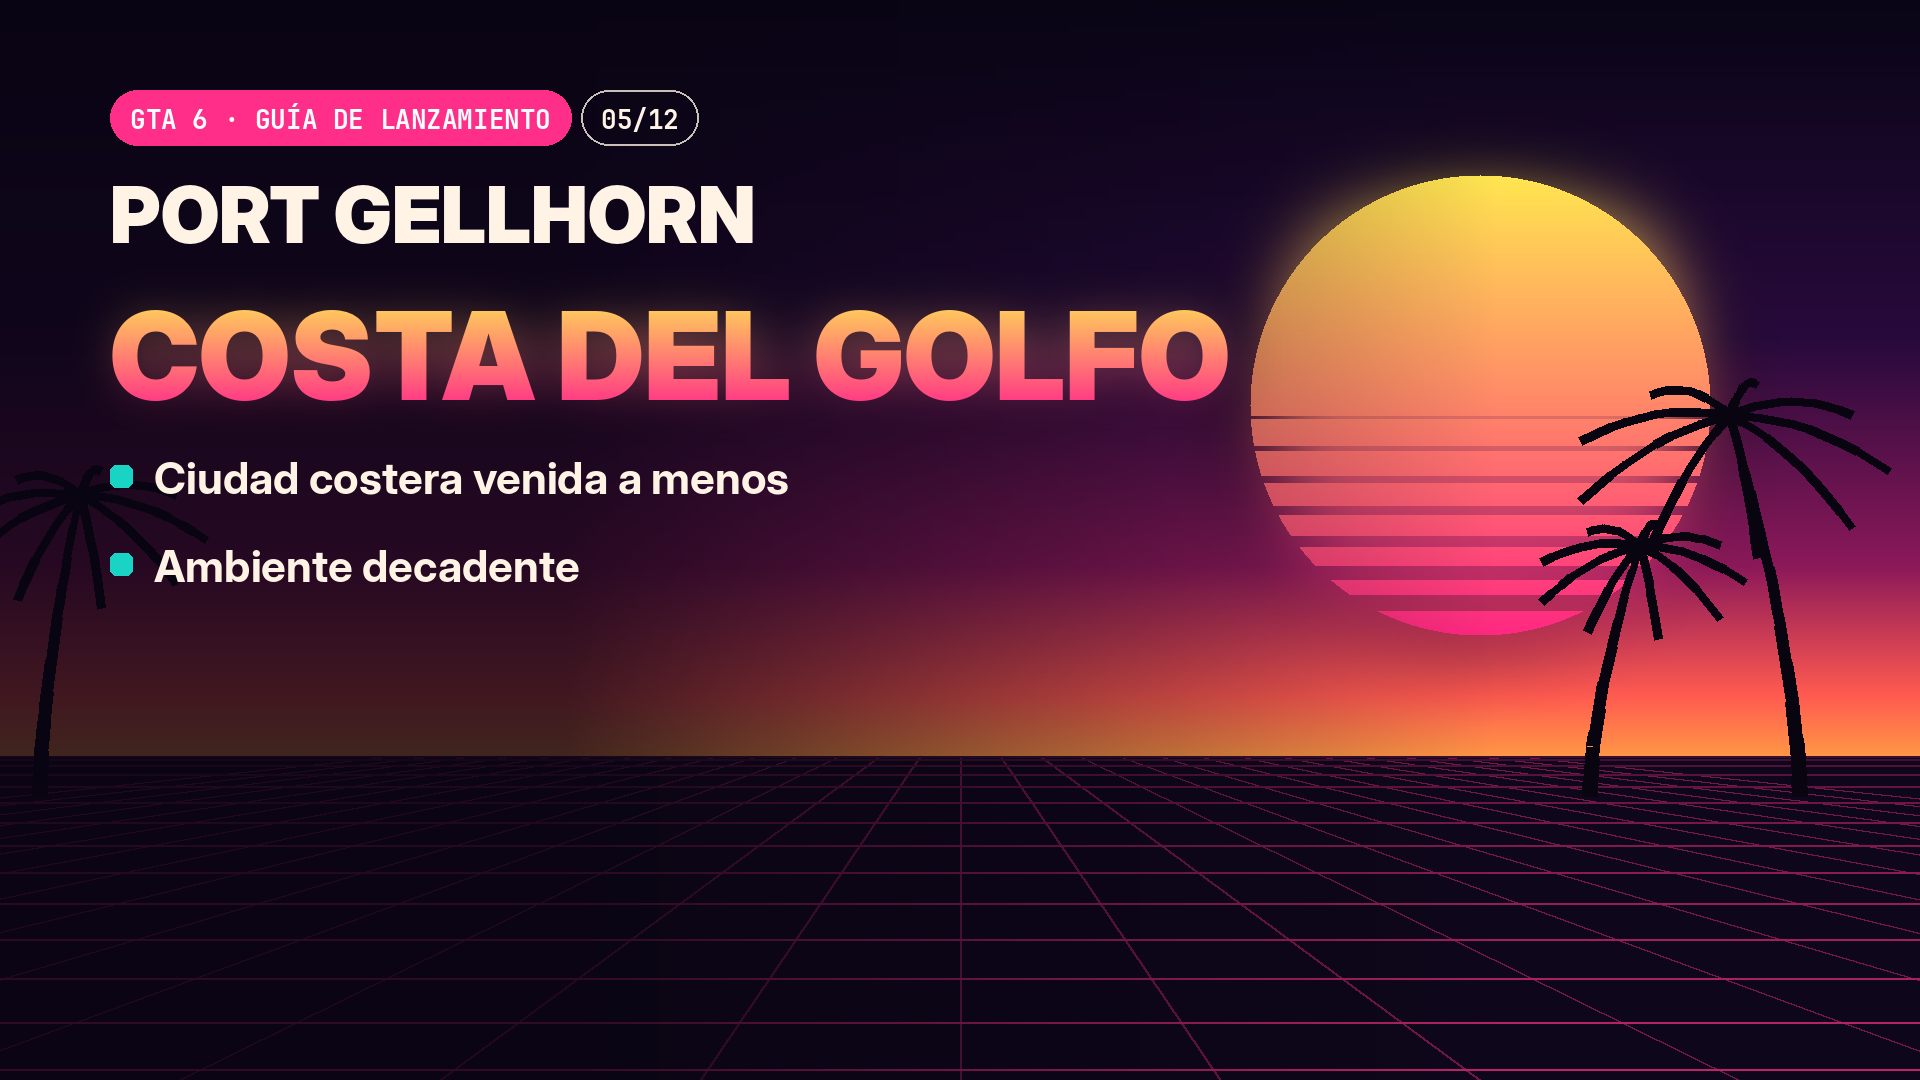 GTA 6 · GUÍA DE LANZAMIENTO 05/12
PORT GELLHORN
COSTA DEL GOLFO
Ciudad costera venida a menos
Ambiente decadente